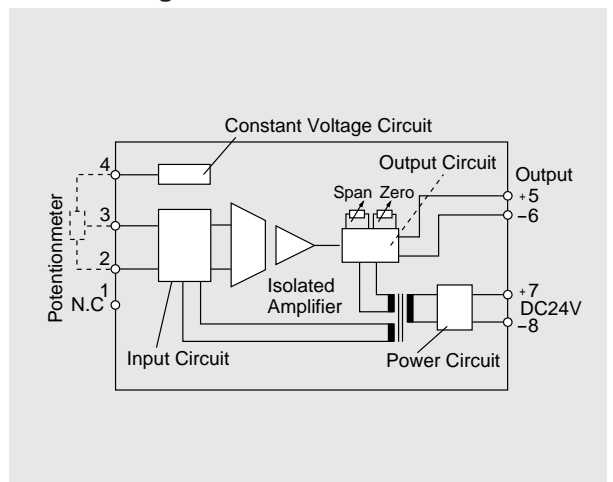 Constant Voltage Circuit
Output Circuit
Span Zero
Output
4
3
2
1
N.C
Potentionmeter
+5
−6
Isolated
Amplifier
+7
DC24V
−8
Input Circuit
Power Circuit